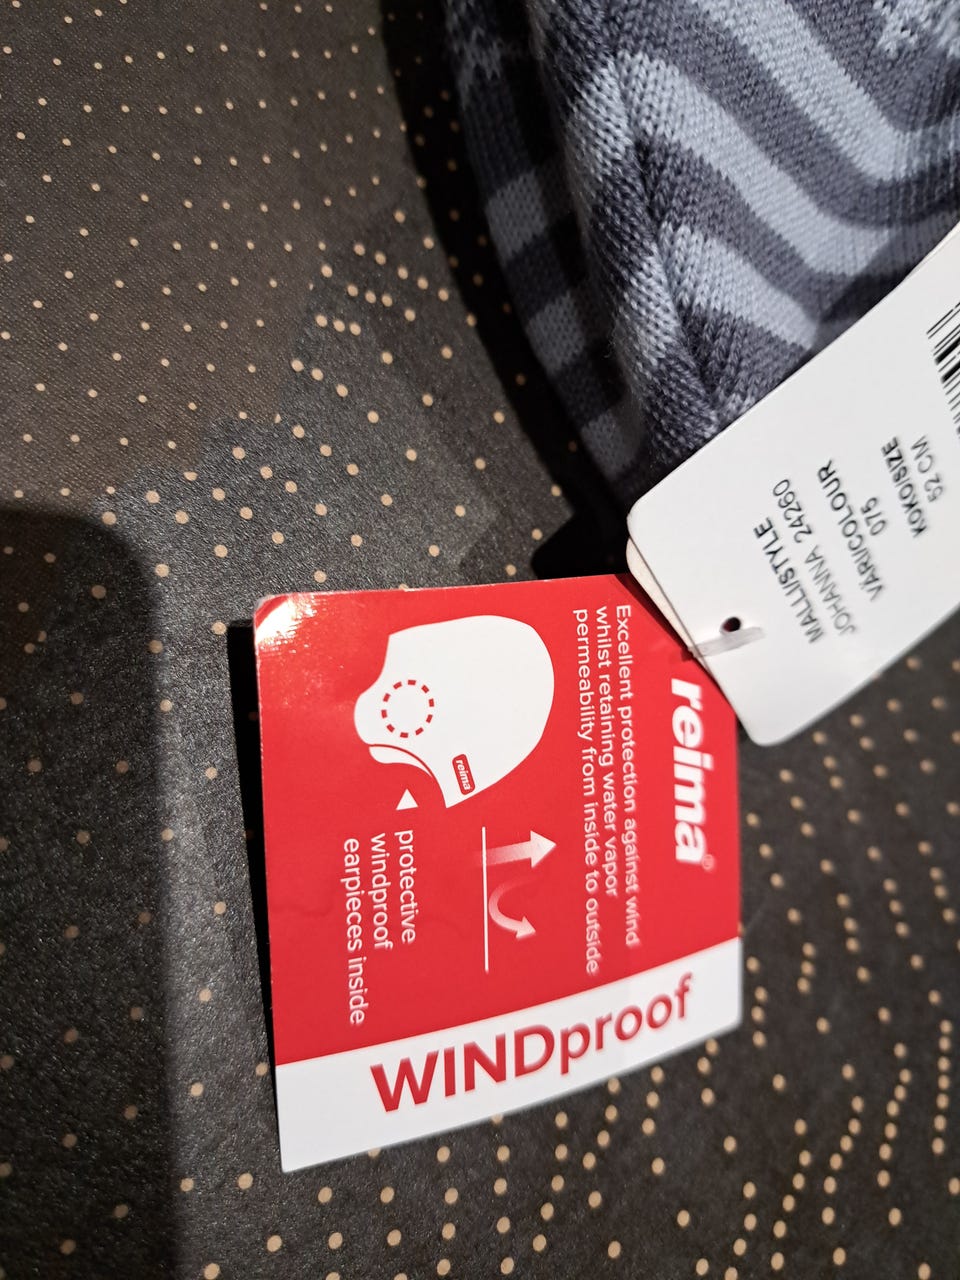 reima®
Excellent protection against wind
whilst retaining water vapor
permeability from inside to outside
reima
protective
windproof
earpieces inside
WINDproof
MALLI/STYLE
JOHANNA 24260
VÄRI/COLOUR
075
KOKO/SIZE
52 CM